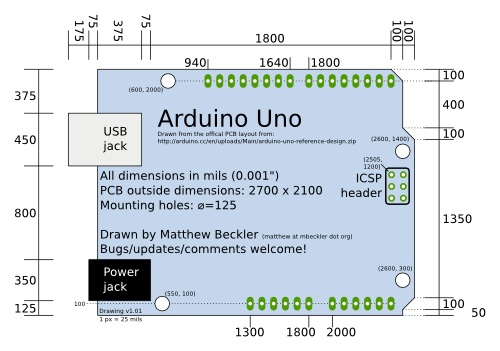 175
75
375
75
1800
100
100
940
1640
1800
(600, 2000)
100
375
400
Arduino Uno
Drawn from the offical PCB layout from:
http://arduino.cc/en/uploads/Main/arduino-uno-reference-design.zip
100
450
USB
jack
(2600, 1400)
(2505,
1200)
All dimensions in mils (0.001")
PCB outside dimensions: 2700 x 2100
Mounting holes: ⌀=125
ICSP
header
800
1350
Drawn by Matthew Beckler (matthew at mbeckler dot org)
Bugs/updates/comments welcome!
350
Power
jack
(2600, 300)
(550, 100)
100
100
125
50
Drawing v1.01
1 px = 25 mils
1300
1800
2000